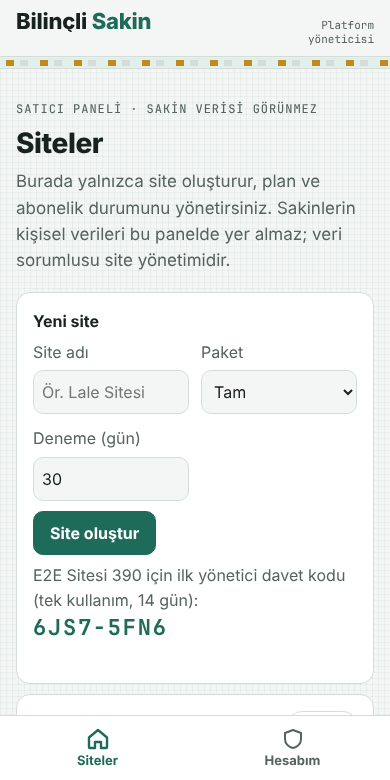 Bilinçli Sakin
Platform
yöneticisi
SATICI PANELİ · SAKİN VERİSİ GÖRÜNMEZ
Siteler
Burada yalnızca site oluşturur, plan ve
abonelik durumunu yönetirsiniz. Sakinlerin
kişisel verileri bu panelde yer almaz; veri
sorumlusu site yönetimidir.
Yeni site
Site adı
Paket
Ör. Lale Sitesi
Tam
Deneme (gün)
30
Site oluştur
E2E Sitesi 390 için ilk yönetici davet kodu
(tek kullanım, 14 gün):
6JS7-5FN6
Siteler
Hesabım